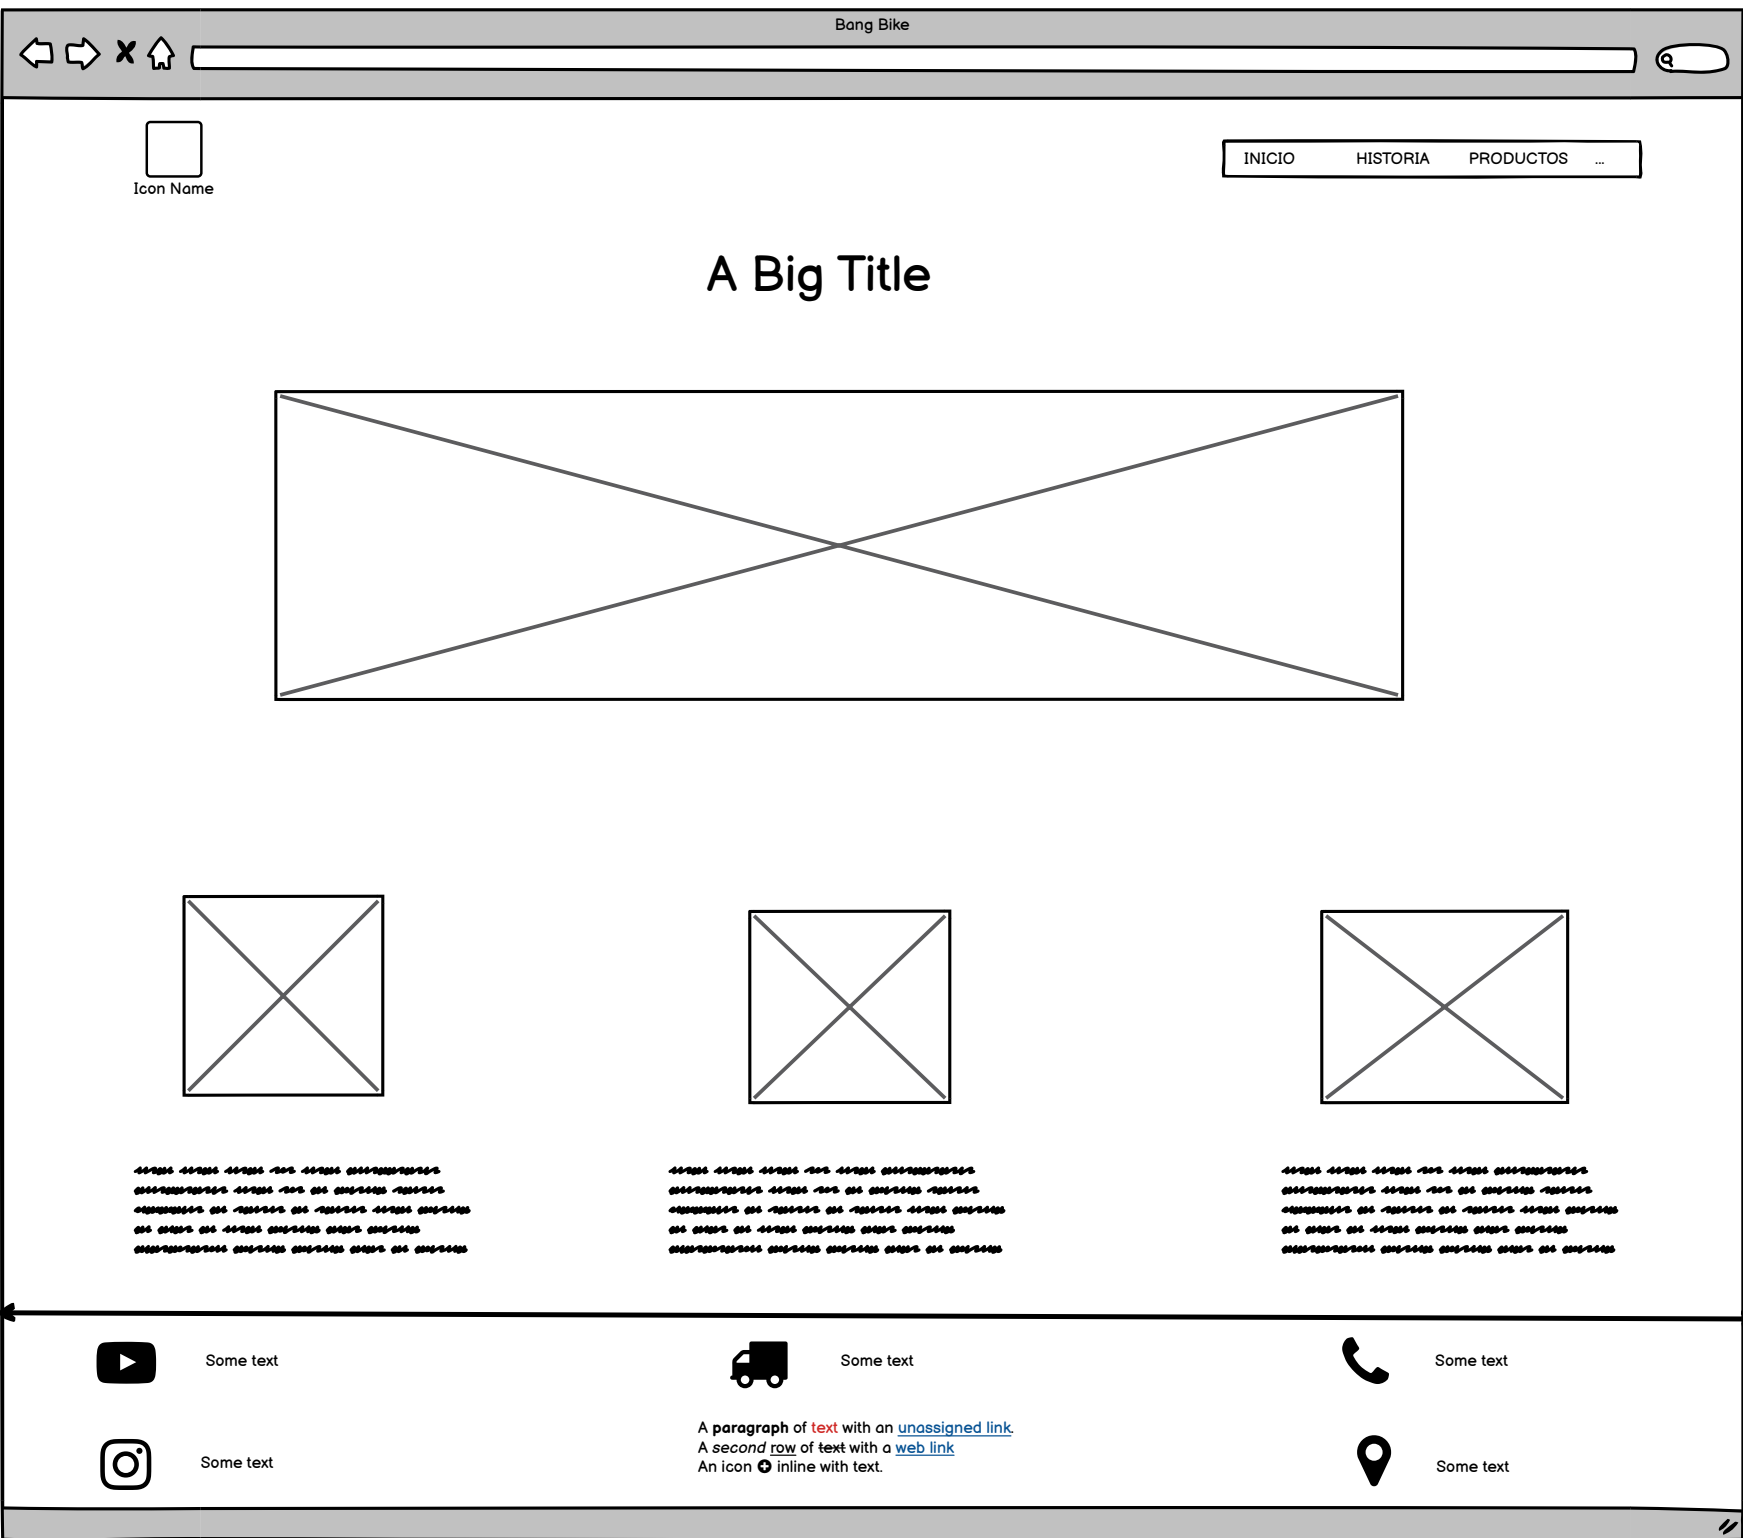 Bang Bike
Icon Name
INICIO HISTORIA PRODUCTOS ...
A Big Title
Some text
Some text
Some text
A paragraph of text with an unassigned link.
A second row of text with a web link
An icon inline with text.
Some text
Some text